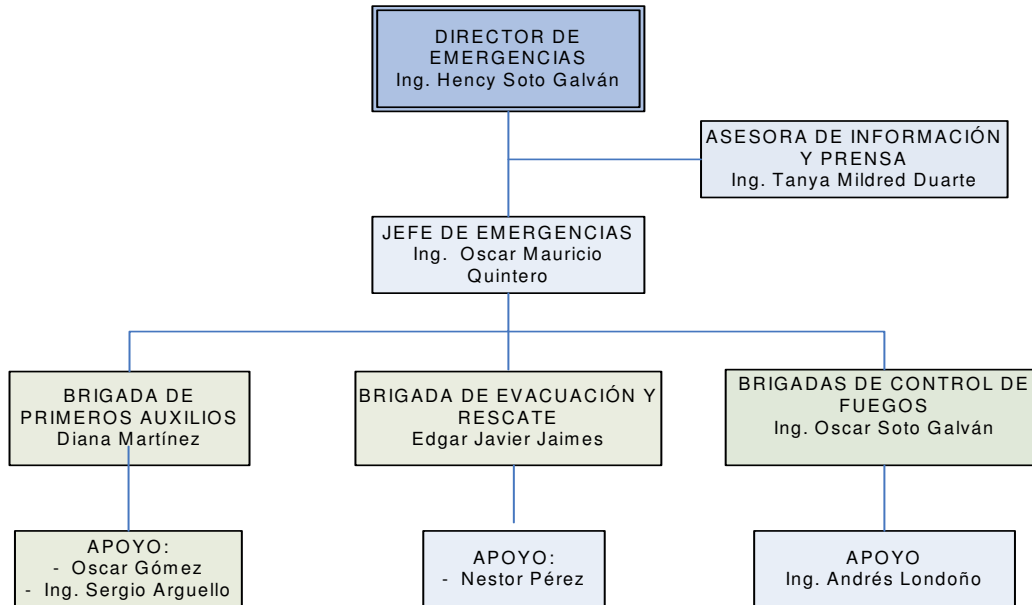 DIRECTOR DE
EMERGENCIAS
Ing. Hency Soto Galván
ASESORA DE INFORMACIÓN
Y PRENSA
Ing. Tanya Mildred Duarte
JEFE DE EMERGENCIAS
Ing. Oscar Mauricio
Quintero
BRIGADA DE
PRIMEROS AUXILIOS
Diana Martínez
BRIGADA DE EVACUACIÓN Y
RESCATE
Edgar Javier Jaimes
BRIGADAS DE CONTROL DE
FUEGOS
Ing. Oscar Soto Galván
APOYO:
- Oscar Gómez
- Ing. Sergio Arguello
APOYO:
- Nestor Pérez
APOYO
Ing. Andrés Londoño